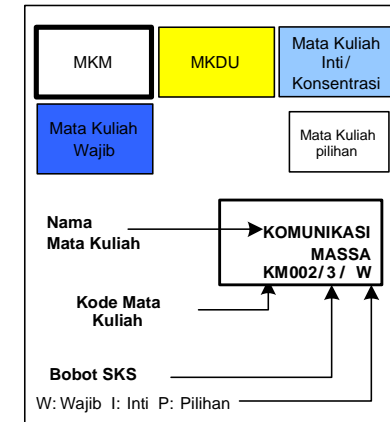 MKM
MKDU
Mata Kuliah
Inti/
Konsentrasi
Mata Kuliah
Wajib
Mata Kuliah
pilihan
Nama
Mata Kuliah
KOMUNIKASI
MASSA
KM002/3/ W
Kode Mata
Kuliah
Bobot SKS
W: Wajib I: Inti P: Pilihan